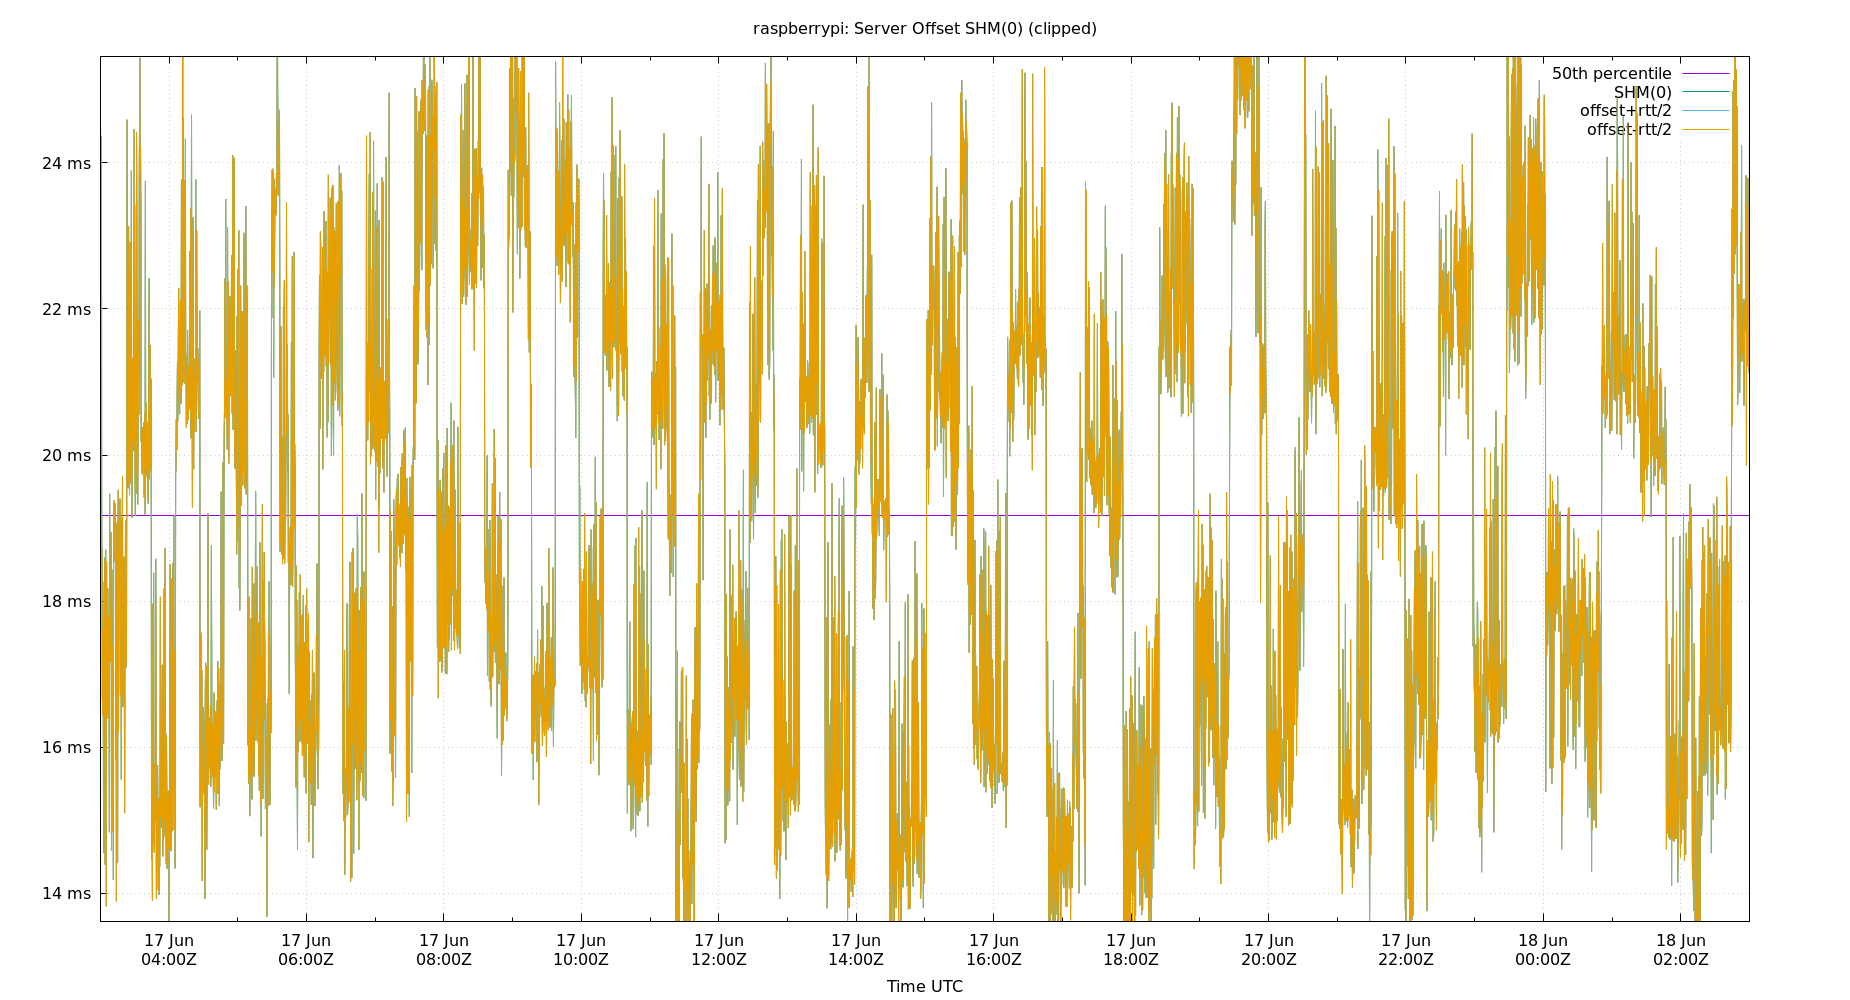 raspberrypi: Server Offset SHM(0) (clipped)
50th percentile
SHM(0)
offset+rtt/2
offset-rtt/2
24 ms
22 ms
20 ms
18 ms
16 ms
14 ms
17 Jun 17 Jun 17 Jun 17 Jun 17 Jun 17 Jun 17 Jun 17 Jun 17 Jun 17 Jun 18 Jun 18 Jun
04:00Z 06:00Z 08:00Z 10:00Z 12:00Z 14:00Z 16:00Z 18:00Z 20:00Z 22:00Z 00:00Z 02:00Z
Time UTC